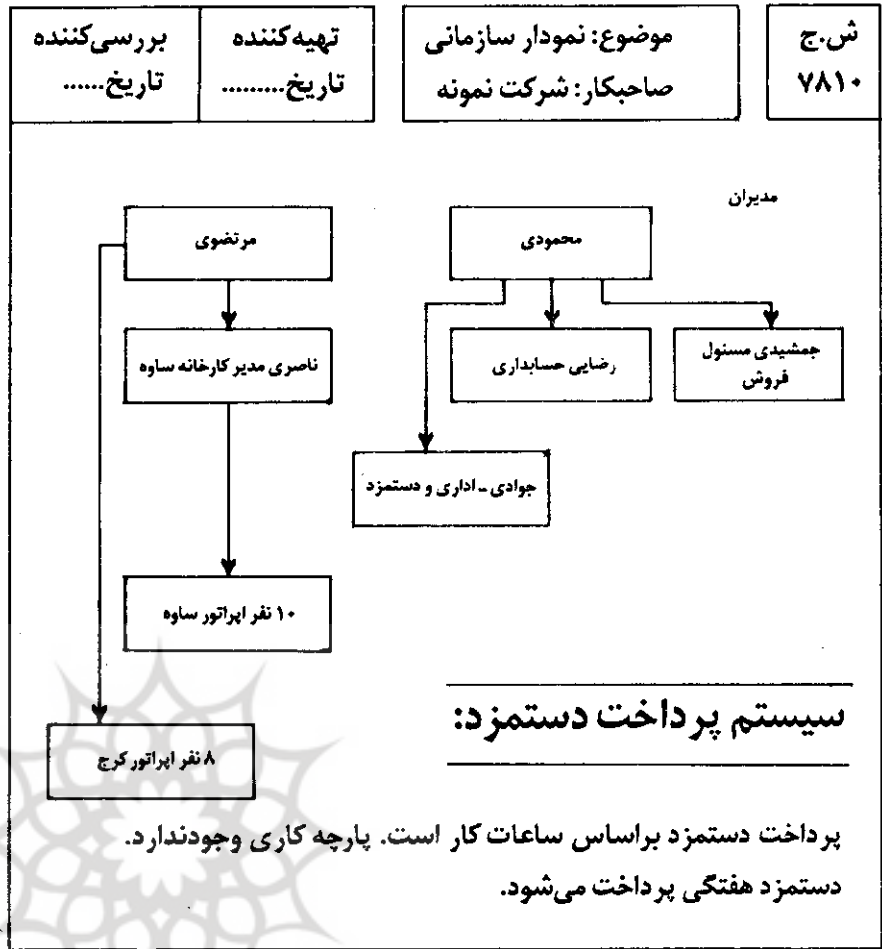 ش.ج
۷۸۱۰
موضوع: نمودار سازمانی
صاحبکار: شرکت نمونه
تهیه‌کننده
تاریخ.........
بررسی‌کننده
تاریخ......
مدیران
محمودی
مرتضوی
جمشیدی مسئول
فروش
رضایی حسابداری
ناصری مدیر کارخانه ساوه
جوادی ـ اداری و دستمزد
۱۰ نفر اپراتور ساوه
۸ نفر اپراتور کرج
سیستم پرداخت دستمزد:
پرداخت دستمزد براساس ساعات کار است. پارچه کاری وجودندارد.
دستمزد هفتگی پرداخت می‌شود.